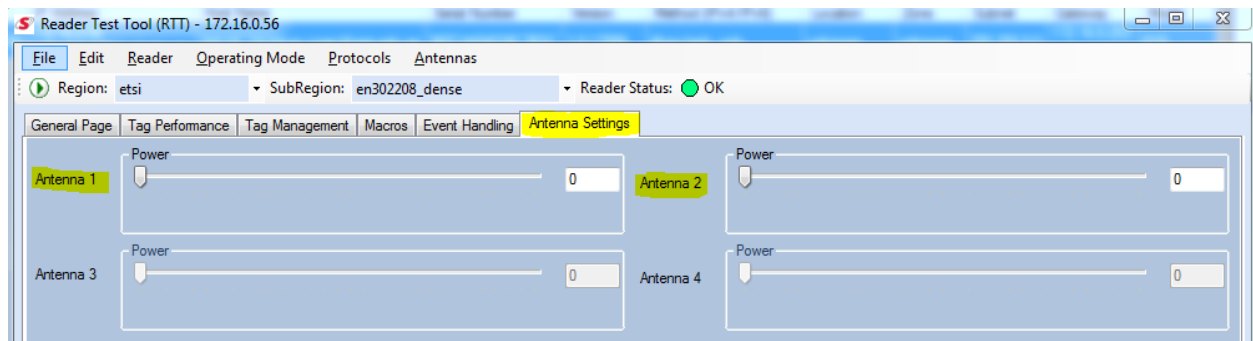 Reader Test Tool (RTT) - 172.16.0.56
File Edit Reader Operating Mode Protocols Antennas
Region: etsi SubRegion: en302208_dense Reader Status: OK
General Page Tag Performance Tag Management Macros Event Handling Antenna Settings
Power Power
Antenna 1 0 Antenna 2 0
Power Power
Antenna 3 0 Antenna 4 0